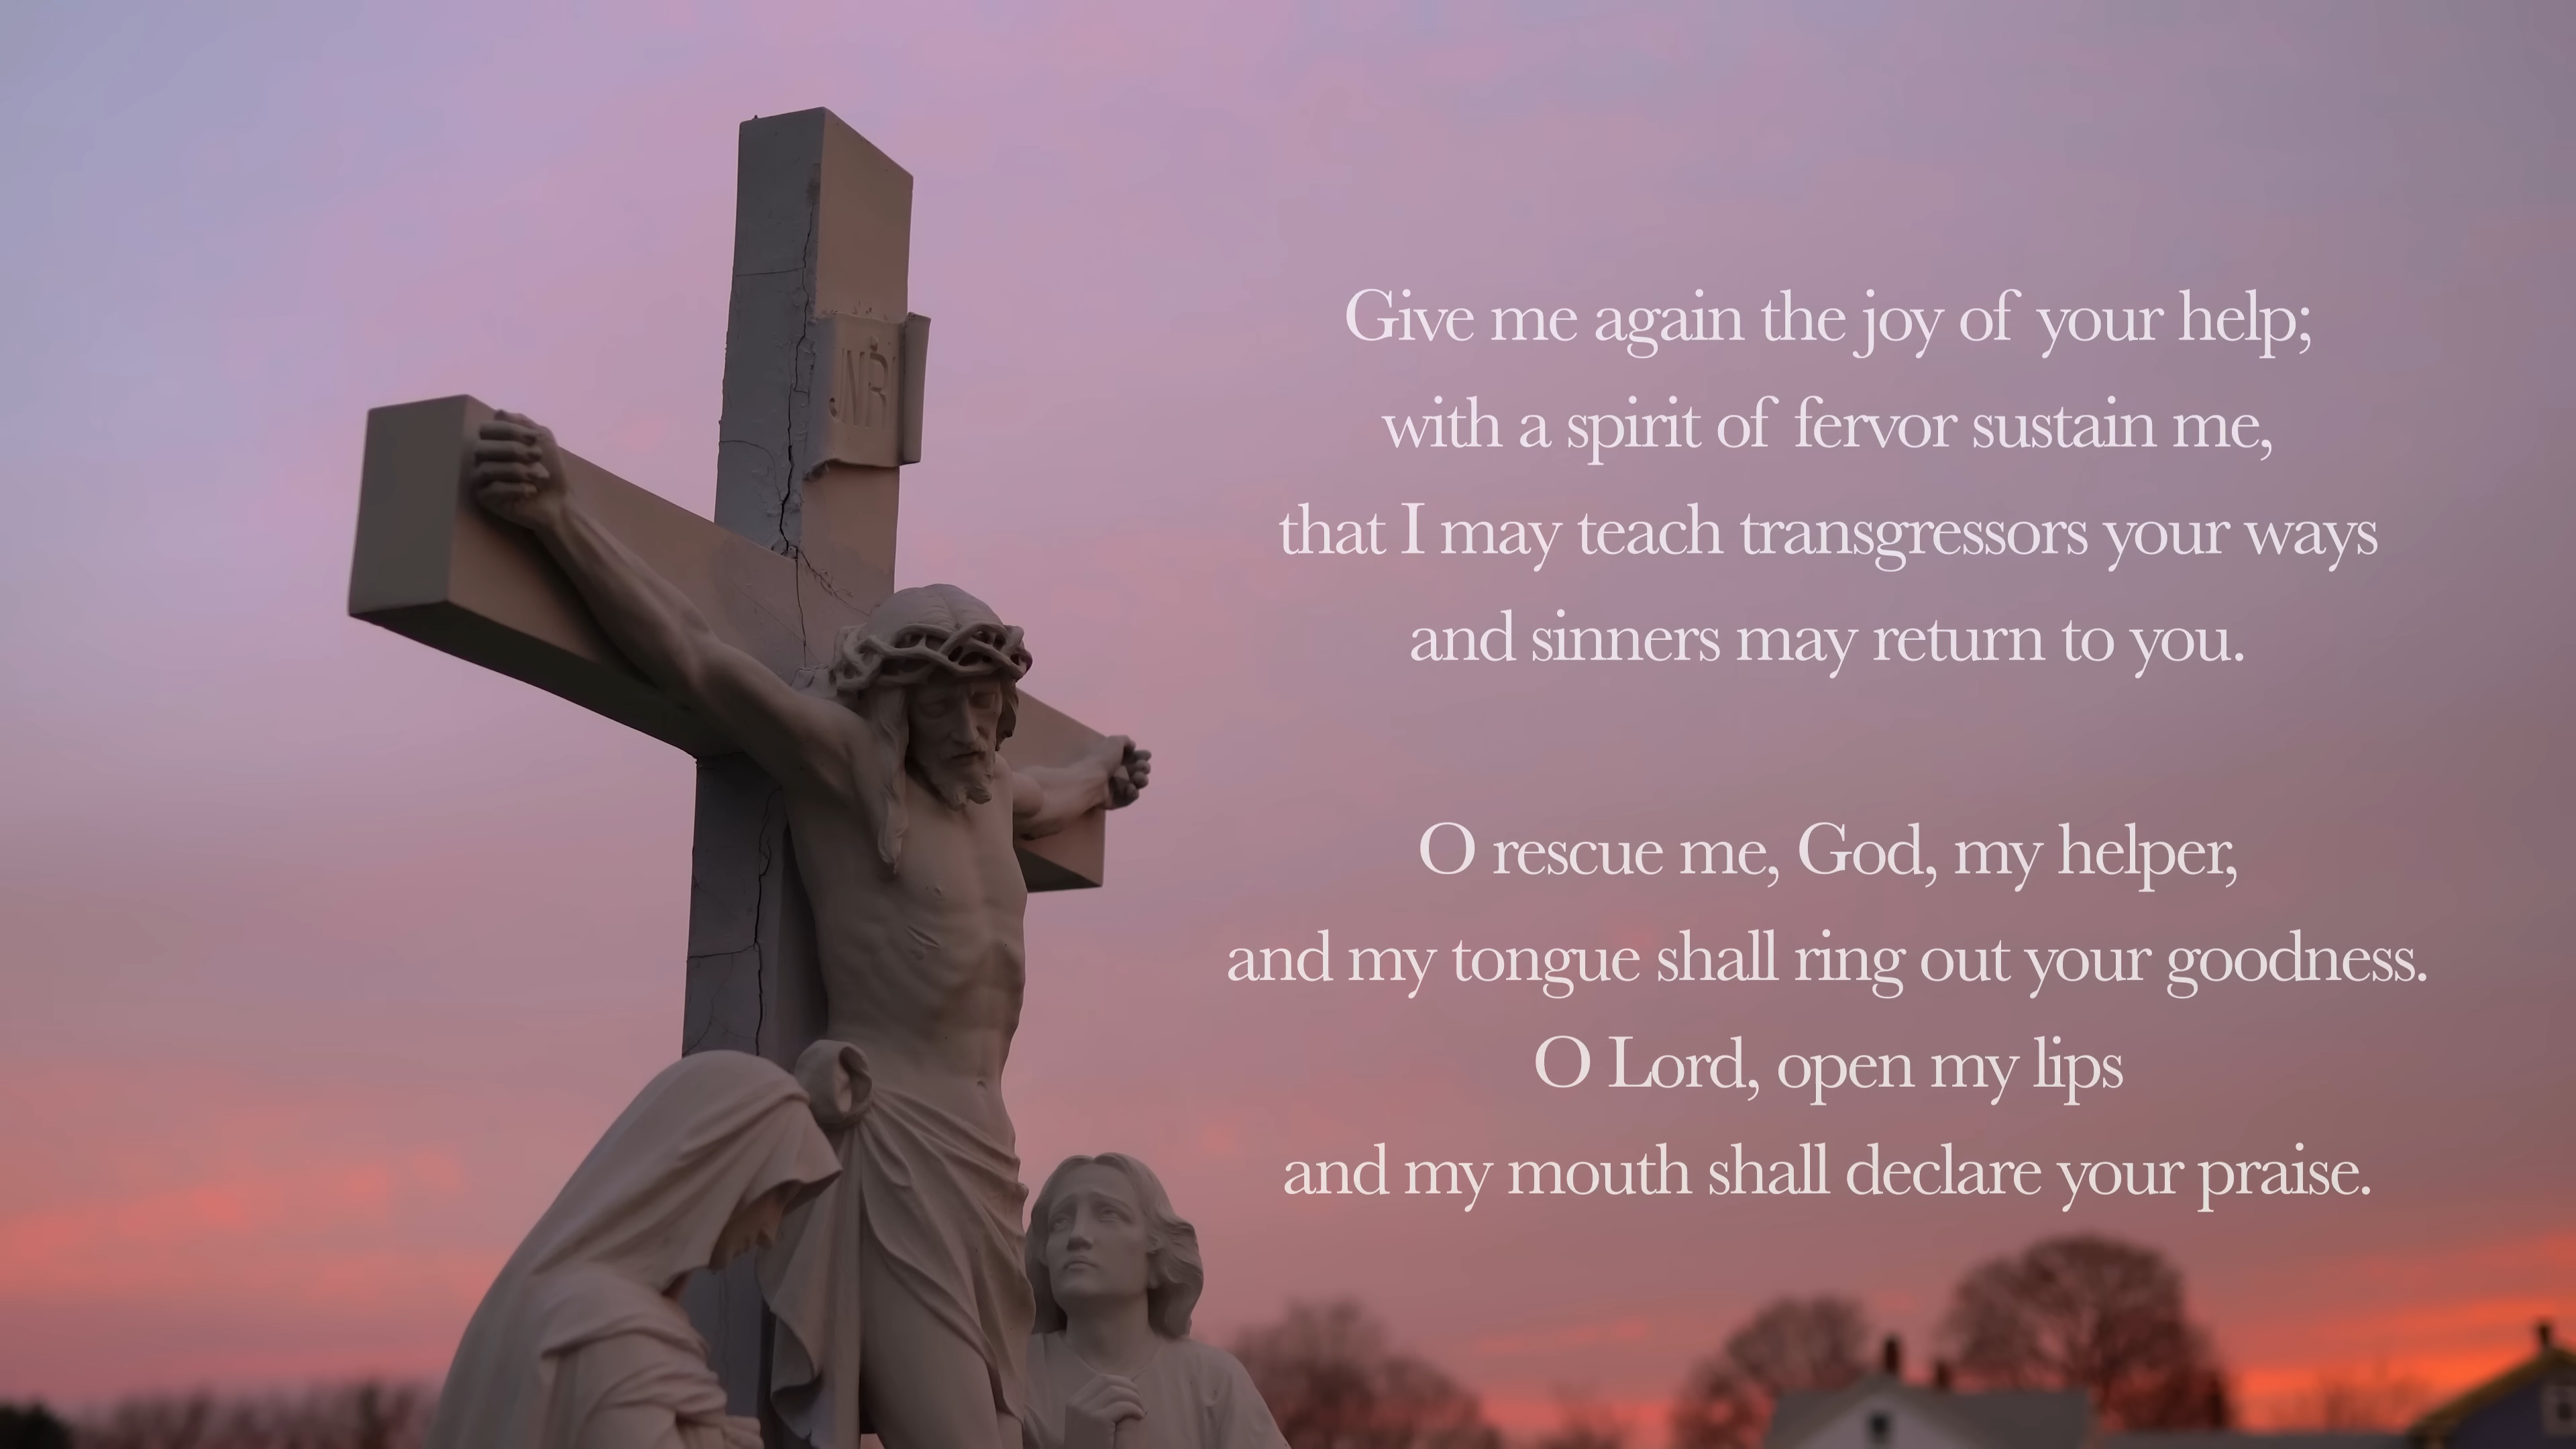 INRI
Give me again the joy of your help;
with a spirit of fervor sustain me,
that I may teach transgressors your ways
and sinners may return to you.
O rescue me, God, my helper,
and my tongue shall ring out your goodness.
O Lord, open my lips
and my mouth shall declare your praise.